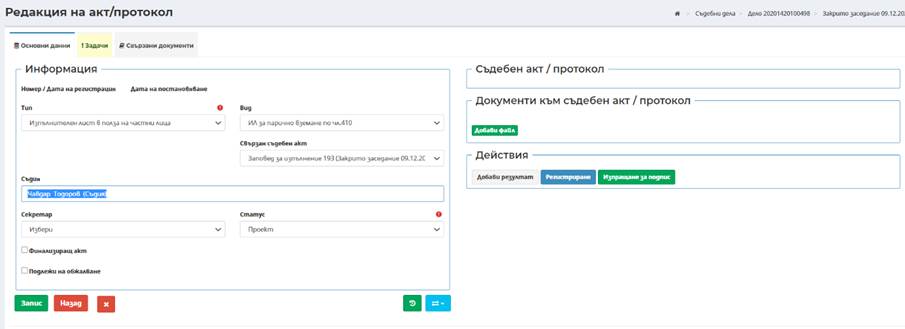 Редакция на акт/протокол
Съдебни дела > Дело 20201420100498 > Закрито заседание 09.12.20
Основни данни
! Задачи
Свързани документи
Информация
Номер / Дата на регистрация Дата на постановяване
Тип
Изпълнителен лист в полза на частни лица
Вид
ИЛ за парично вземане по чл.410
Свързан съдебен акт
Заповед за изпълнение 193 (Закрито заседание 09.12.20
Съдии
Чавдар Тодоров (Съдия)
Секретар
Избери
Статус
Проект
Финализиращ акт
Подлежи на обжалване
Запис
Назад
Съдебен акт / протокол
Документи към съдебен акт / протокол
Добави файл
Действия
Добави резултат
Регистриране
Изпращане за подпис